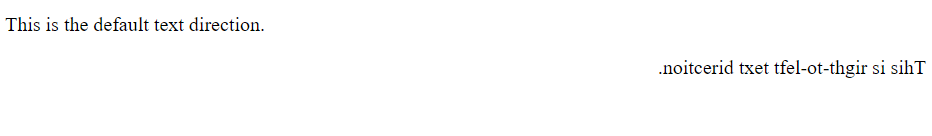 This is the default text direction.
.noitcerid txet tfel-ot-thgir si sihT